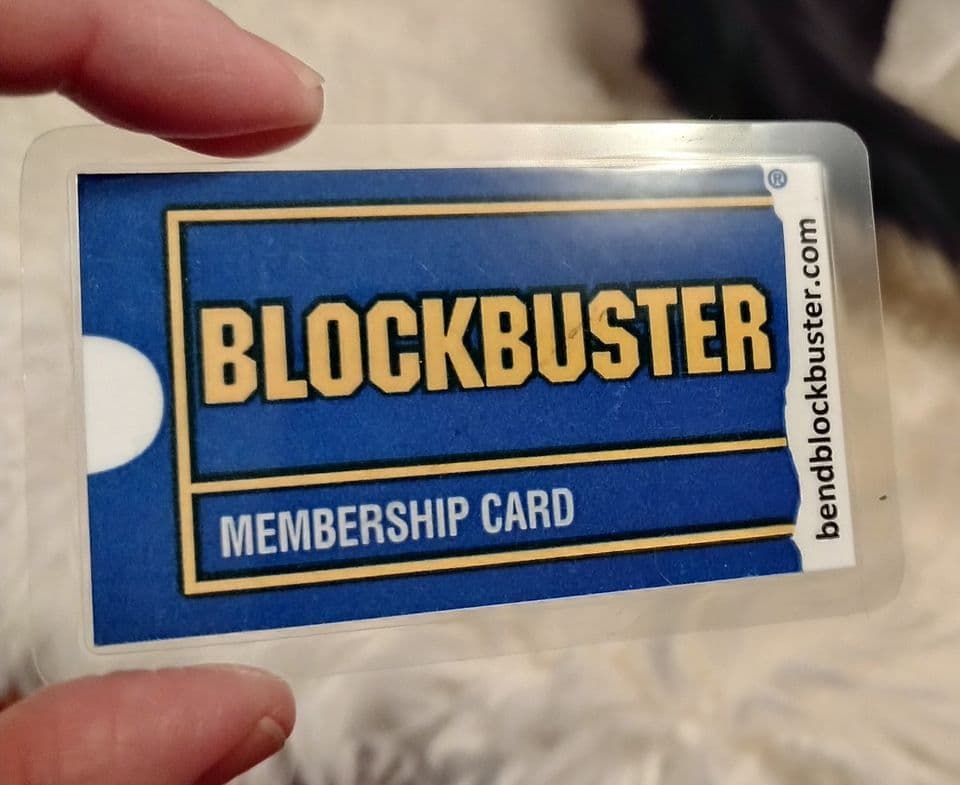 BLOCKBUSTER ®
MEMBERSHIP CARD
bendblockbuster.com